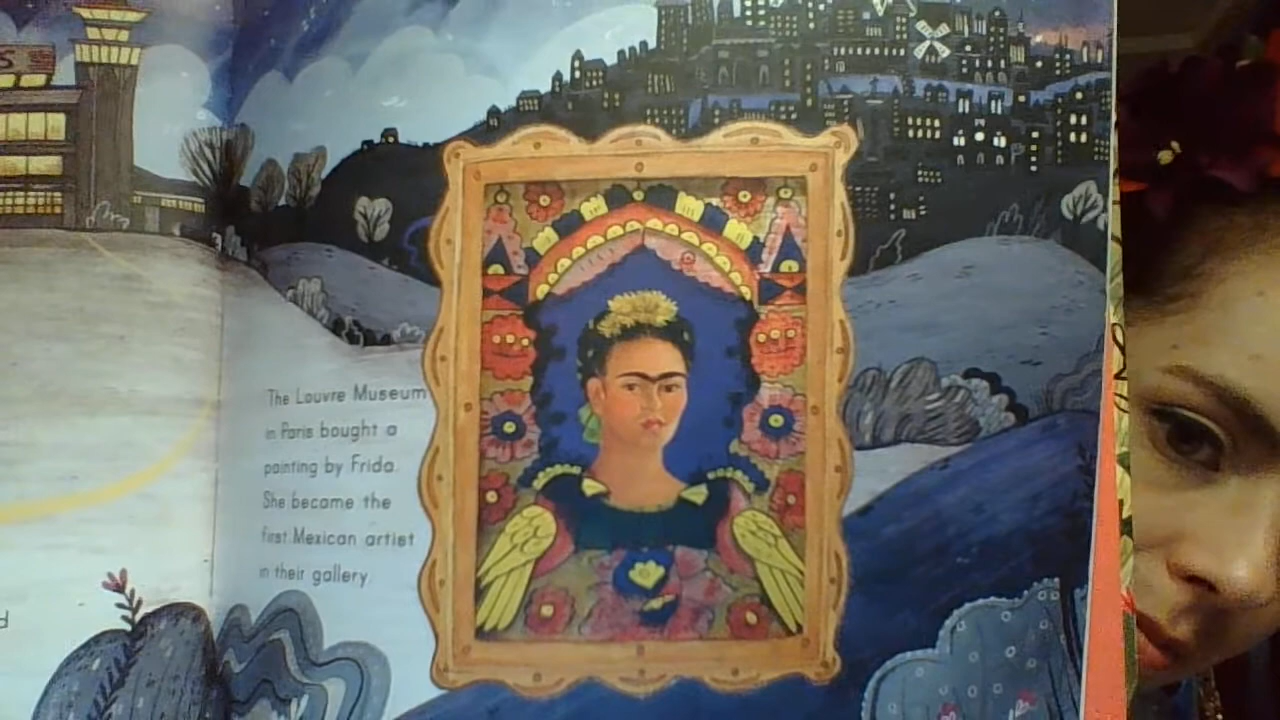 S
The Louvre Museum
in Paris bought a
painting by Frida.
She became the
first Mexican artist
in their gallery.
d